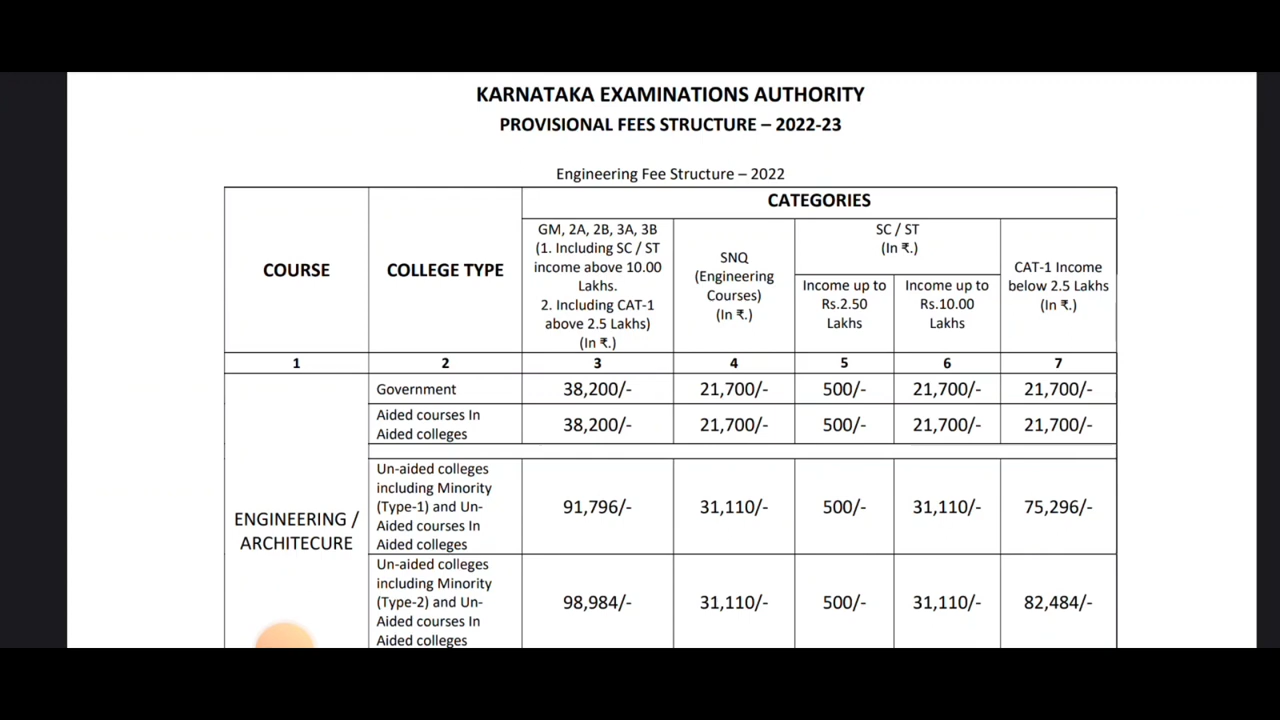 KARNATAKA EXAMINATIONS AUTHORITY
PROVISIONAL FEES STRUCTURE – 2022-23
Engineering Fee Structure – 2022
COURSE
COLLEGE TYPE
CATEGORIES
GM, 2A, 2B, 3A, 3B
(1. Including SC / ST
income above 10.00
Lakhs.
2. Including CAT-1
above 2.5 Lakhs)
(In ₹.)
SNQ
(Engineering
Courses)
(In ₹.)
SC / ST
(In ₹.)
Income up to
Rs.2.50
Lakhs
Income up to
Rs.10.00
Lakhs
CAT-1 Income
below 2.5 Lakhs
(In ₹.)
1 2 3 4 5 6 7
ENGINEERING /
ARCHITECURE
Government
38,200/- 21,700/- 500/- 21,700/- 21,700/-
Aided courses In
Aided colleges
38,200/- 21,700/- 500/- 21,700/- 21,700/-
Un-aided colleges
including Minority
(Type-1) and Un-
Aided courses In
Aided colleges
91,796/- 31,110/- 500/- 31,110/- 75,296/-
Un-aided colleges
including Minority
(Type-2) and Un-
Aided courses In
Aided colleges
98,984/- 31,110/- 500/- 31,110/- 82,484/-